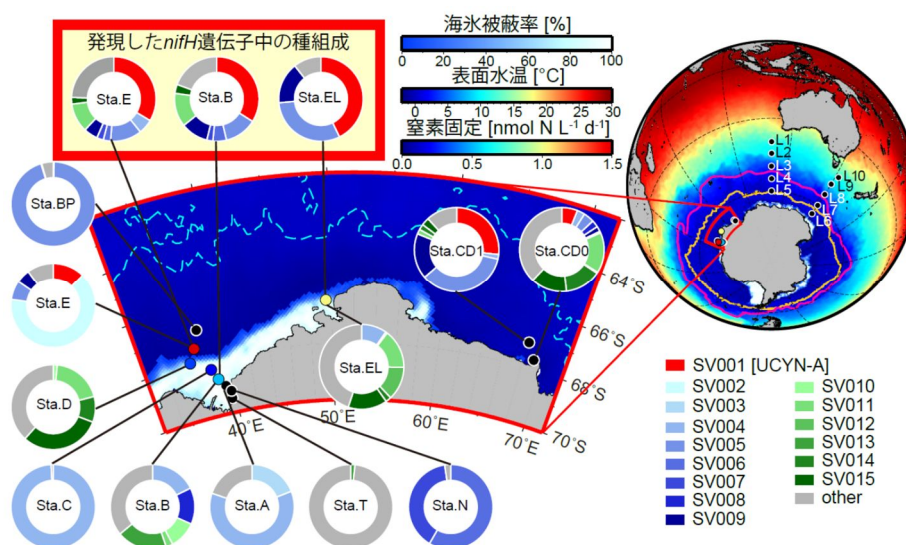 発現したnifH遺伝子中の種組成
Sta.E
Sta.B
Sta.EL
海氷被蔽率 [%]
0 20 40 60 80 100
表面水温 [°C]
0 5 10 15 20 25 30
窒素固定 [nmol N L-1 d-1]
0.0 0.5 1.0 1.5
L1
L2
L3
L4
L5
L10
L9
L8
L7
L6
Sta.BP
Sta.CD1
Sta.CD0
Sta.E
Sta.EL
Sta.D
64°S
66°S
68°S
70°S
40°E
50°E
60°E
70°E
Sta.C
Sta.B
Sta.A
Sta.T
Sta.N
SV001 [UCYN-A]
SV002
SV003
SV004
SV005
SV006
SV007
SV008
SV009
SV010
SV011
SV012
SV013
SV014
SV015
other